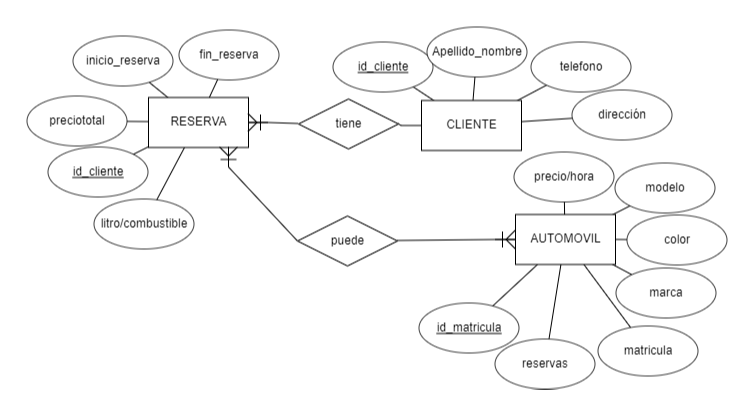 inicio_reserva
fin_reserva
id_cliente
Apellido_nombre
telefono
preciototal
RESERVA
tiene
CLIENTE
dirección
id_cliente
litro/combustible
precio/hora
modelo
puede
AUTOMOVIL
color
marca
id_matricula
reservas
matricula